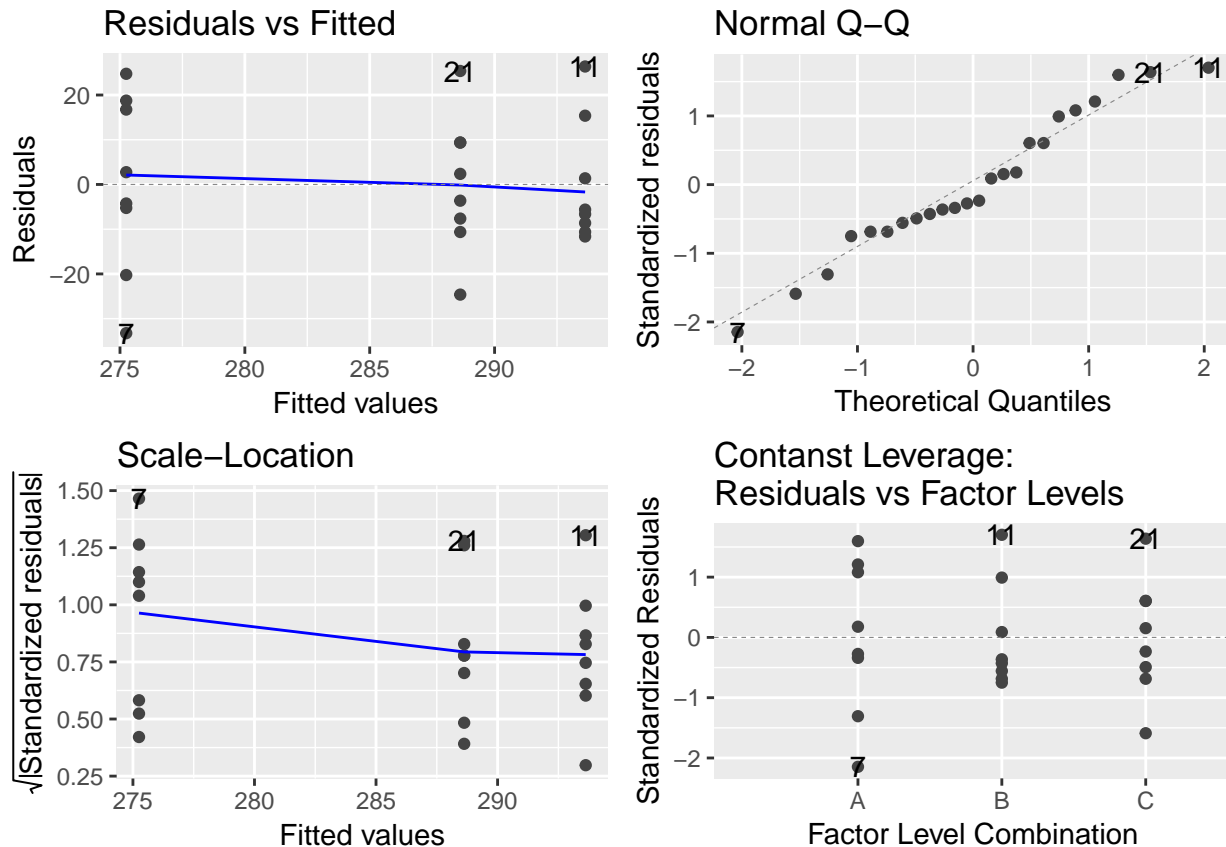 Residuals vs Fitted
21
11
20
0
−20
7
275
280
285
290
Residuals
Fitted values
Normal Q−Q
21
11
1
0
−1
−2
7
−2
−1
0
1
2
Standardized residuals
Theoretical Quantiles
Scale−Location
1.50
7
1.25
21
11
1.00
0.75
0.50
0.25
275
280
285
290
√|Standardized residuals|
Fitted values
Contanst Leverage:
Residuals vs Factor Levels
11
21
1
0
−1
−2
7
A
B
C
Standardized Residuals
Factor Level Combination